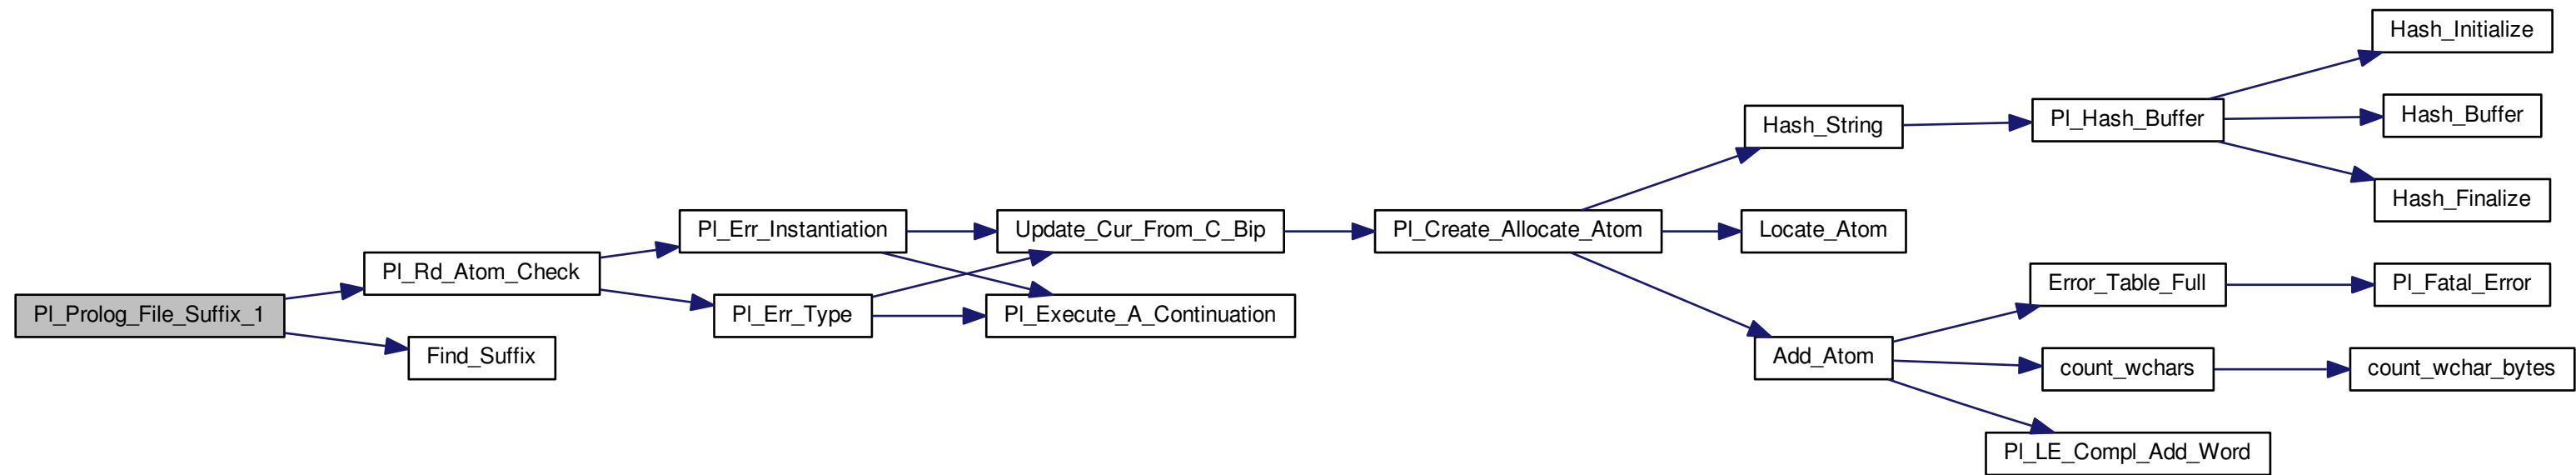 Pl_Prolog_File_Suffix_1
Pl_Rd_Atom_Check
Find_Suffix
Pl_Err_Instantiation
Pl_Err_Type
Update_Cur_From_C_Bip
Pl_Execute_A_Continuation
Pl_Create_Allocate_Atom
Hash_String
Locate_Atom
Add_Atom
Pl_Hash_Buffer
Error_Table_Full
count_wchars
Pl_LE_Compl_Add_Word
Hash_Initialize
Hash_Buffer
Hash_Finalize
Pl_Fatal_Error
count_wchar_bytes